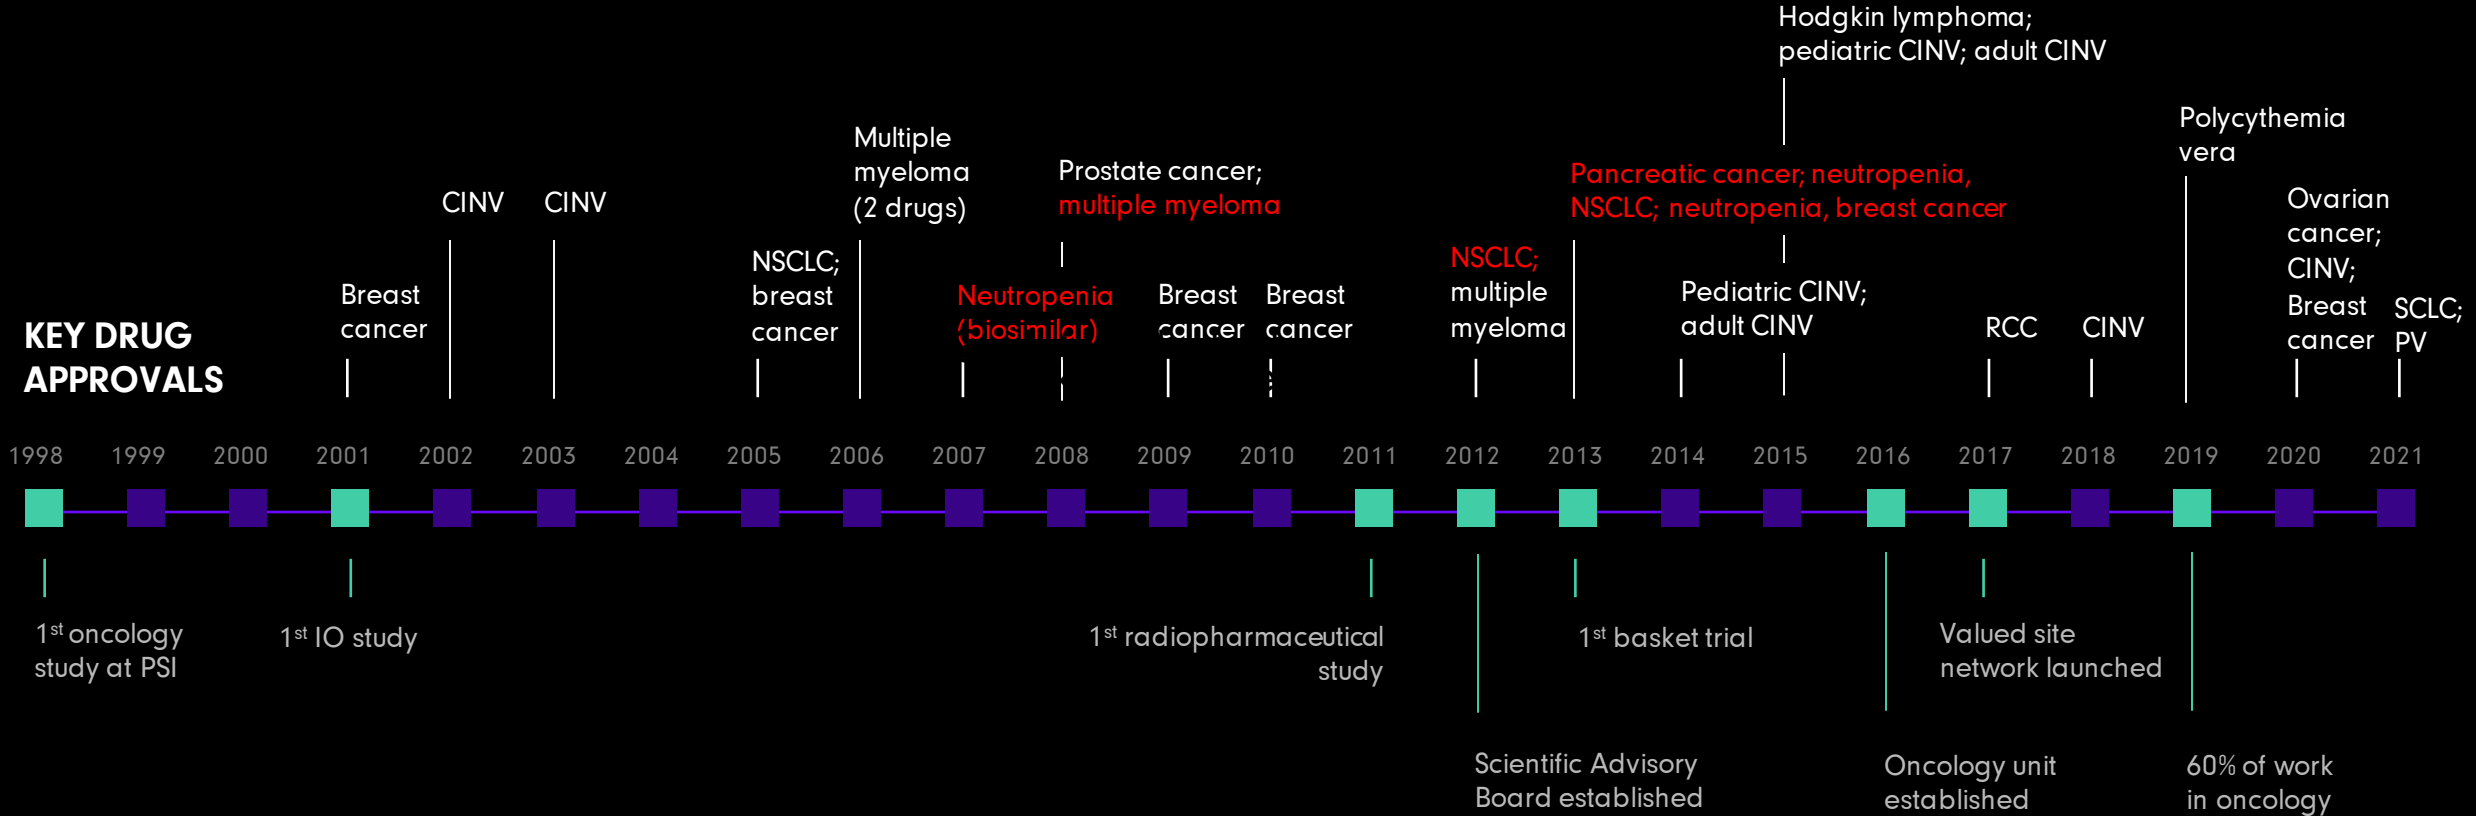 Hodgkin lymphoma;
pediatric CINV; adult CINV
Polycythemia
vera
Multiple
myeloma
(2 drugs)
Prostate cancer;
multiple myeloma
Pancreatic cancer; neutropenia,
NSCLC; neutropenia, breast cancer
CINV
CINV
Ovarian
cancer;
CINV;
Breast
cancer
NSCLC;
breast
cancer
NSCLC;
multiple
myeloma
Breast
cancer
Neutropenia
(biosimilar)
Breast
cancer
Breast
cancer
Pediatric CINV;
adult CINV
RCC
CINV
SCLC;
PV
KEY DRUG
APPROVALS
1998 1999 2000 2001 2002 2003 2004 2005 2006 2007 2008 2009 2010 2011 2012 2013 2014 2015 2016 2017 2018 2019 2020 2021
1st oncology
study at PSI
1st IO study
1st radiopharmaceutical
study
1st basket trial
Valued site
network launched
Scientific Advisory
Board established
Oncology unit
established
60% of work
in oncology